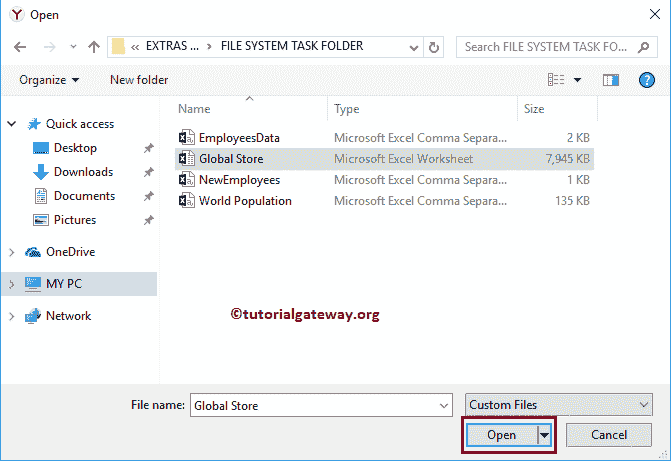 Open
« EXTRAS ... > FILE SYSTEM TASK FOLDER
Search FILE SYSTEM TASK FO...
Organize
New folder
Name Type Size
Quick access
Desktop
Downloads
Documents
Pictures
OneDrive
MY PC
Network
EmployeesData Microsoft Excel Comma Separa... 2 KB
Global Store Microsoft Excel Worksheet 7,945 KB
NewEmployees Microsoft Excel Comma Separa... 1 KB
World Population Microsoft Excel Comma Separa... 135 KB
©tutorialgateway.org
File name: Global Store Custom Files
Open Cancel